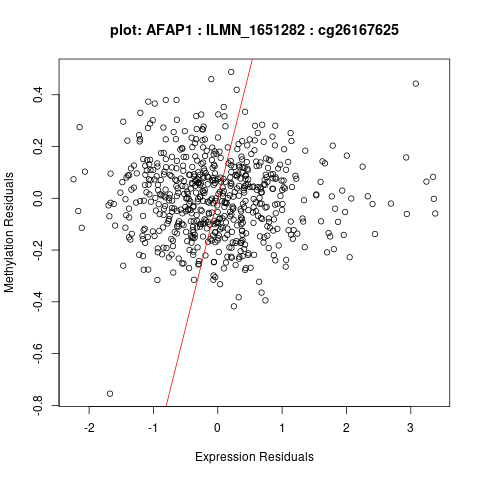 plot: AFAP1 : ILMN_1651282 : cg26167625
Methylation Residuals
0.4
0.2
0.0
-0.2
-0.4
-0.6
-0.8
-2 -1 0 1 2 3
Expression Residuals